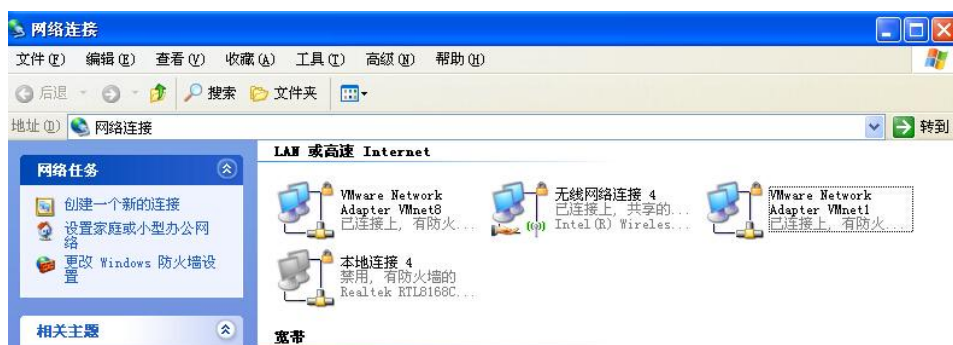 网络连接
文件(F) 编辑(E) 查看(V) 收藏(A) 工具(T) 高级(N) 帮助(H)
后退 搜索 文件夹
地址(D) 网络连接 转到
网络任务
创建一个新的连接
设置家庭或小型办公网
络
更改 Windows 防火墙设
置
相关主题
LAN 或高速 Internet
VMware Network
Adapter VMnet8
已连接上, 有防火...
无线网络连接 4
已连接上, 共享的...
Intel(R) Wireles...
VMware Network
Adapter VMnet1
已连接上, 有防火...
本地连接 4
禁用, 有防火墙的
Realtek RTL8168C...
宽带